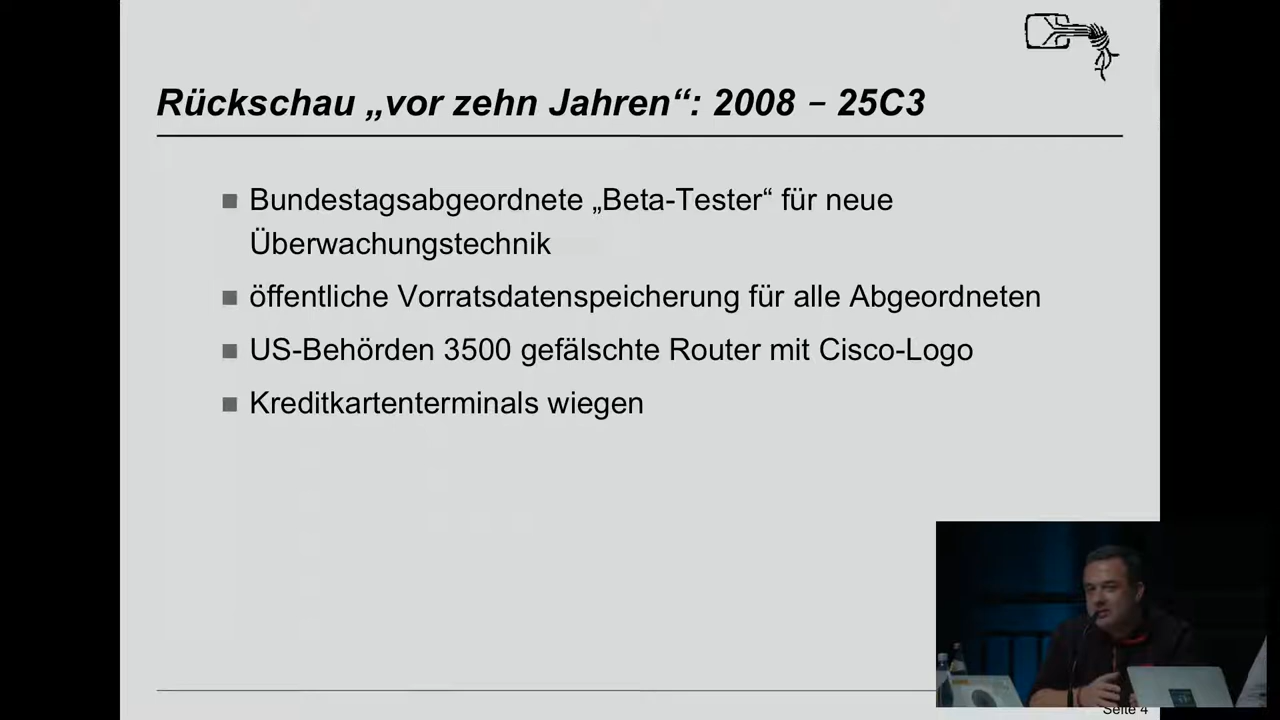 Rückschau „vor zehn Jahren“: 2008 – 25C3
Bundestagsabgeordnete „Beta-Tester“ für neue
Überwachungstechnik
öffentliche Vorratsdatenspeicherung für alle Abgeordneten
US-Behörden 3500 gefälschte Router mit Cisco-Logo
Kreditkartenterminals wiegen
Seite 4